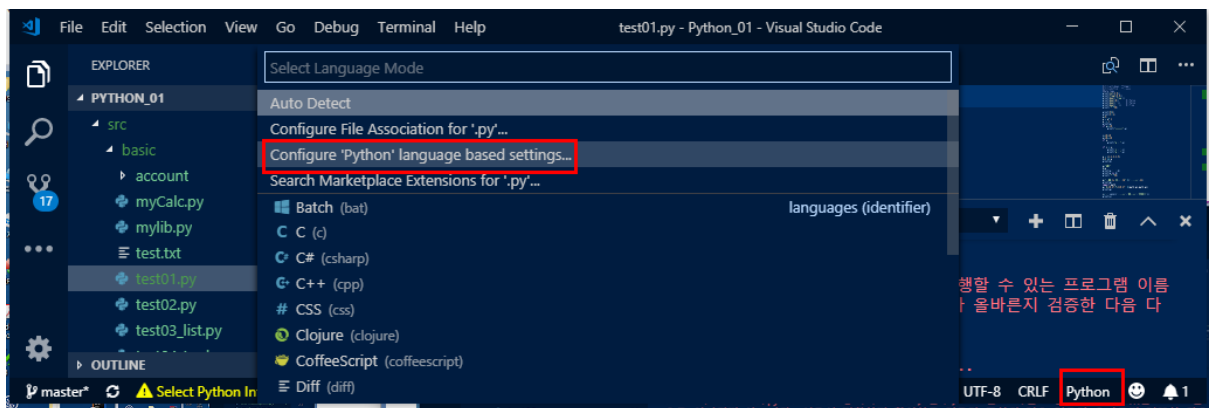 File Edit Selection View Go Debug Terminal Help test01.py - Python_01 - Visual Studio Code
EXPLORER
PYTHON_01
src
basic
account
myCalc.py
mylib.py
test.txt
test01.py
test02.py
test03_list.py
OUTLINE
17
Select Language Mode
Auto Detect
Configure File Association for '.py'...
Configure 'Python' language based settings...
Search Marketplace Extensions for '.py'...
Batch (bat) languages (identifier)
C (c)
C# (csharp)
C++ (cpp)
CSS (css)
Clojure (clojure)
CoffeeScript (coffeescript)
Diff (diff)
행할 수 있는 프로그램 이름
올바른지 검증한 다음 다
..
master* Select Python In UTF-8 CRLF Python 1